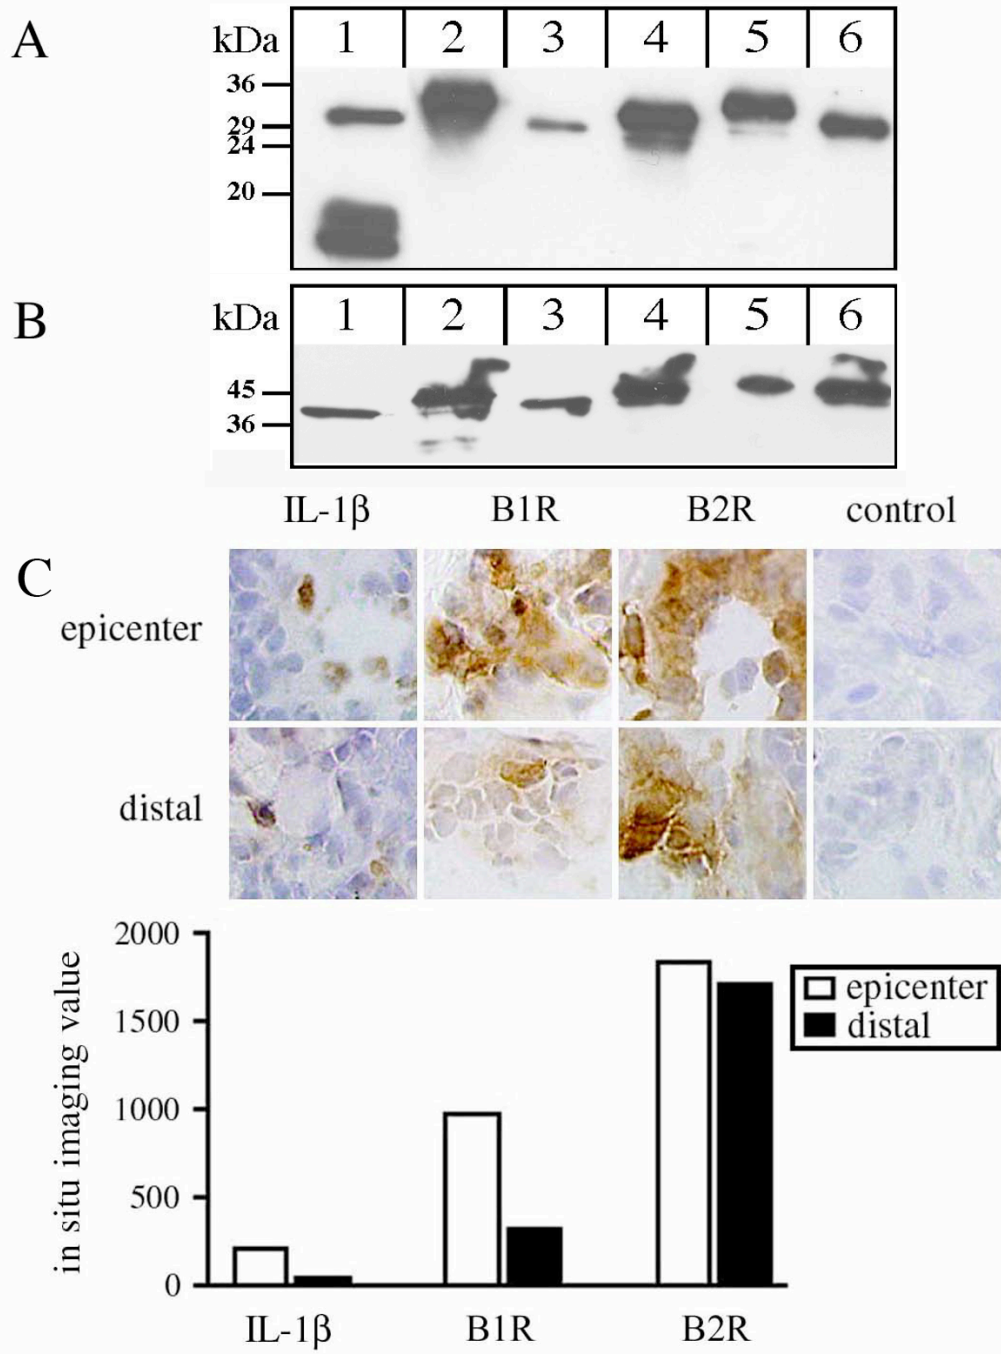 A
kDa 1 2 3 4 5 6
36
29
24
20
B
kDa 1 2 3 4 5 6
45
36
IL-1β B1R B2R control
C
epicenter
distal
2000
1500
1000
500
0
in situ imaging value
epicenter
distal
IL-1β B1R B2R